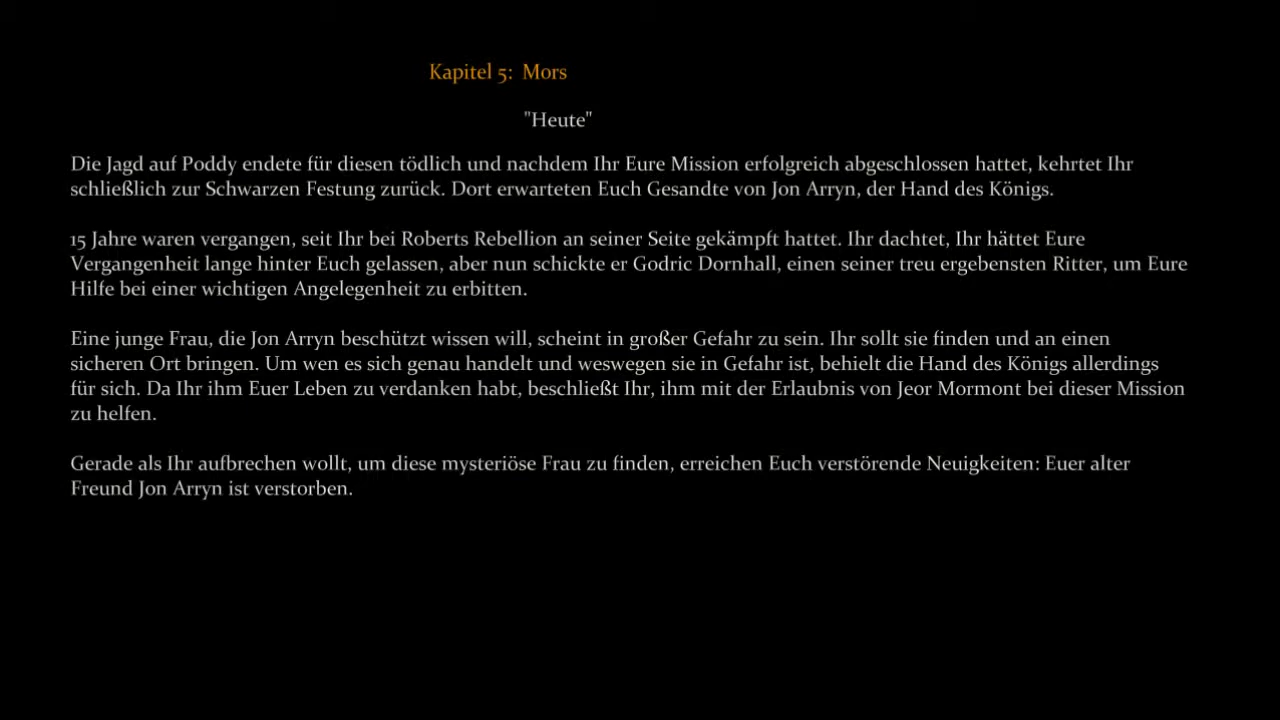 Kapitel 5: Mors
"Heute"
Die Jagd auf Poddy endete für diesen tödlich und nachdem Ihr Eure Mission erfolgreich abgeschlossen hattet, kehrtet Ihr
schließlich zur Schwarzen Festung zurück. Dort erwarteten Euch Gesandte von Jon Arryn, der Hand des Königs.
15 Jahre waren vergangen, seit Ihr bei Roberts Rebellion an seiner Seite gekämpft hattet. Ihr dachtet, Ihr hättet Eure
Vergangenheit lange hinter Euch gelassen, aber nun schickte er Godric Dornhall, einen seiner treu ergebensten Ritter, um Eure
Hilfe bei einer wichtigen Angelegenheit zu erbitten.
Eine junge Frau, die Jon Arryn beschützt wissen will, scheint in großer Gefahr zu sein. Ihr sollt sie finden und an einen
sicheren Ort bringen. Um wen es sich genau handelt und weswegen sie in Gefahr ist, behielt die Hand des Königs allerdings
für sich. Da Ihr ihm Euer Leben zu verdanken habt, beschließt Ihr, ihm mit der Erlaubnis von Jeor Mormont bei dieser Mission
zu helfen.
Gerade als Ihr aufbrechen wollt, um diese mysteriöse Frau zu finden, erreichen Euch verstörende Neuigkeiten: Euer alter
Freund Jon Arryn ist verstorben.